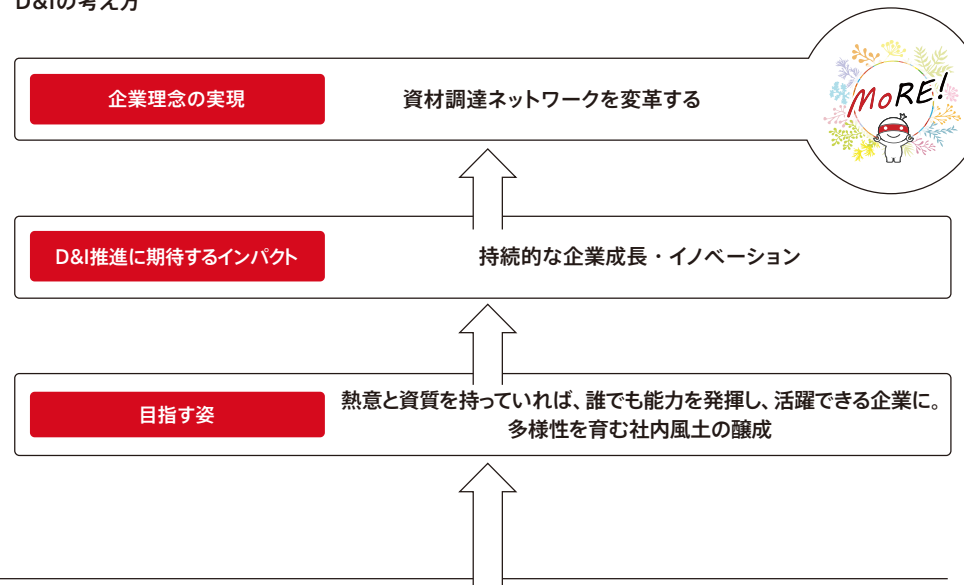 D&Iの考え方
企業理念の実現
資材調達ネットワークを変革する
MoRE!
D&I推進に期待するインパクト
持続的な企業成長・イノベーション
目指す姿
熱意と資質を持っていれば、誰でも能力を発揮し、活躍できる企業に。
多様性を育む社内風土の醸成